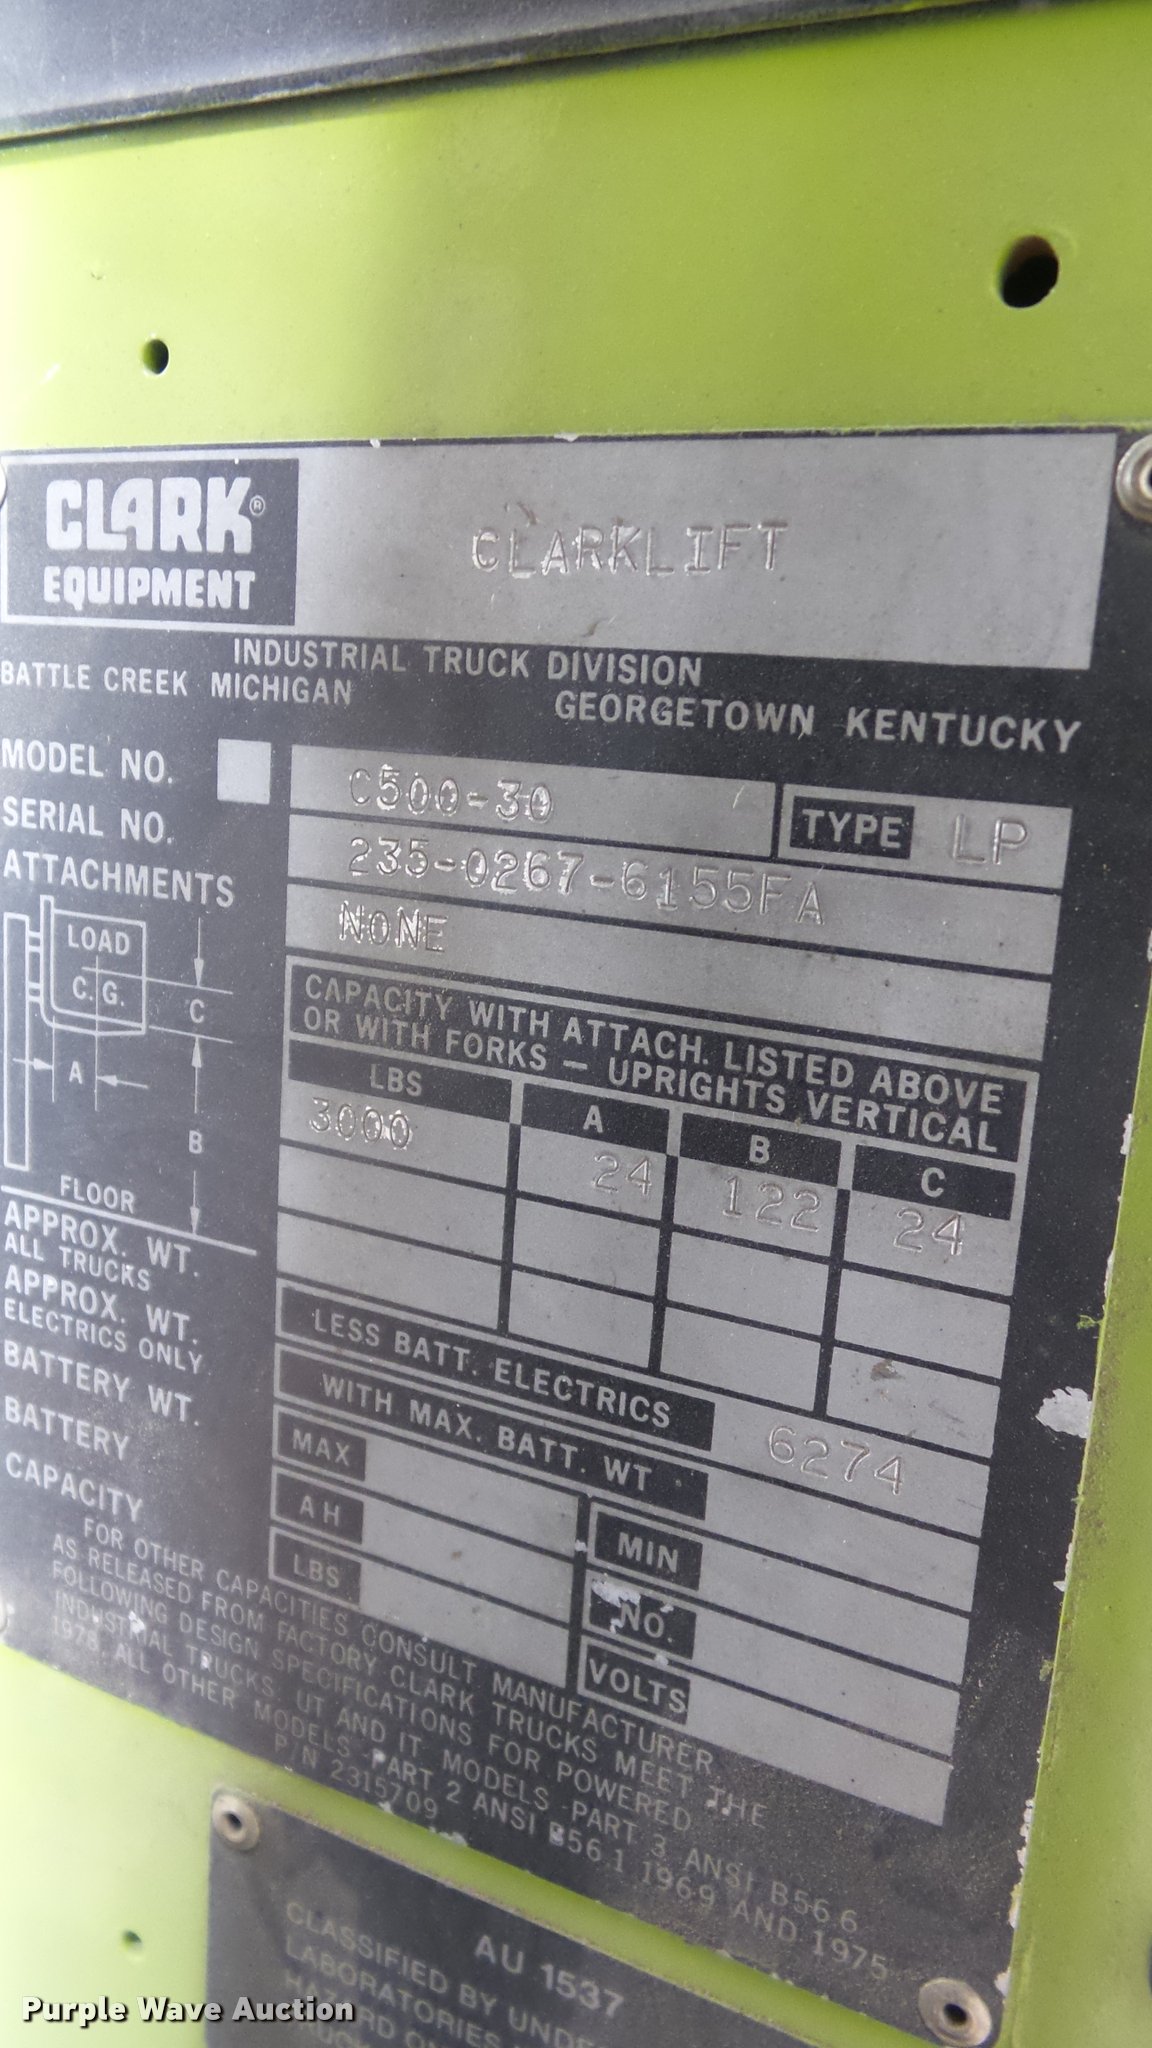 CLARK®
EQUIPMENT
CLARKLIFT
INDUSTRIAL TRUCK DIVISION
BATTLE CREEK MICHIGAN
GEORGETOWN KENTUCKY
MODEL NO.
C500-30
TYPE
LP
SERIAL NO.
235-0267-6155FA
ATTACHMENTS
NONE
LOAD
C.G.
A
C
B
FLOOR
CAPACITY WITH ATTACH. LISTED ABOVE
OR WITH FORKS - UPRIGHTS VERTICAL
LBS
A
B
C
3000
24
122
24
APPROX. WT.
ALL TRUCKS
LESS BATT. ELECTRICS
6274
APPROX. WT.
ELECTRICS ONLY
WITH MAX. BATT. WT
BATTERY WT.
MAX
MIN
BATTERY
AH
NO.
CAPACITY
LBS
VOLTS
FOR OTHER CAPACITIES CONSULT MANUFACTURER
AS RELEASED FROM FACTORY CLARK TRUCKS MEET THE
FOLLOWING DESIGN SPECIFICATIONS FOR POWERED
INDUSTRIAL TRUCKS UT AND IT MODELS-PART 3 ANSI B56.6
1978. ALL OTHER MODELS-PART 2 ANSI B56.1 1969 AND 1975
P/N 2315709
AU 1537
CLASSIFIED BY UNDE
LABORATORIES
HAZARD ON
Purple Wave Auction